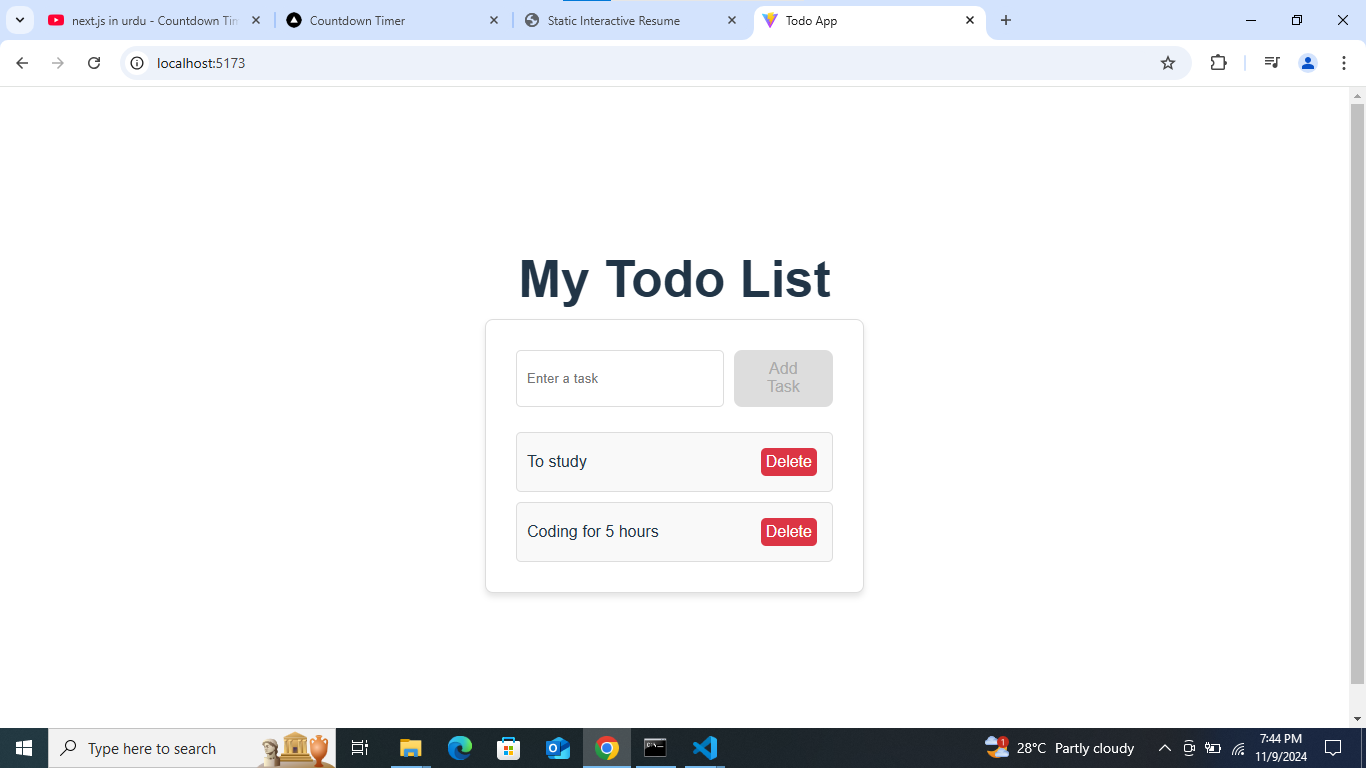 next.js in urdu - Countdown Tim
Countdown Timer
Static Interactive Resume
Todo App
localhost:5173
My Todo List
Enter a task
Add
Task
To study
Delete
Coding for 5 hours
Delete
Type here to search
1
28°C Partly cloudy
7:44 PM
11/9/2024